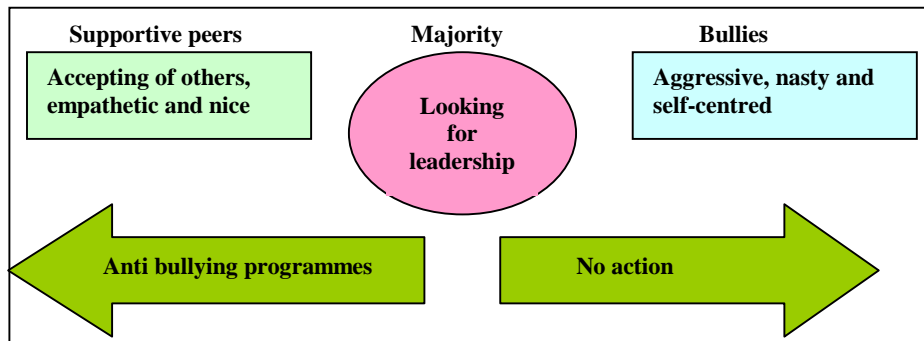 Supportive peers
Majority
Bullies
Accepting of others,
empathetic and nice
Looking
for
leadership
Aggressive, nasty and
self-centred
Anti bullying programmes
No action